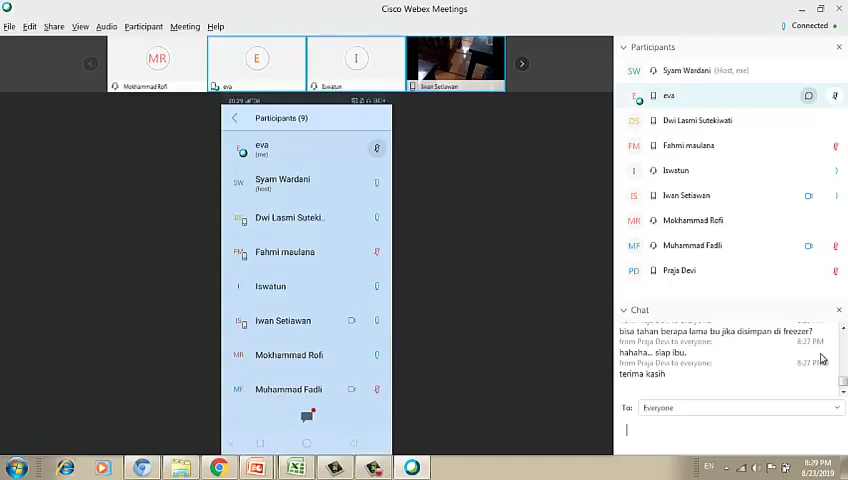 Cisco Webex Meetings
File Edit Share View Audio Participant Meeting Help
Connected
MR
E
I
Mokhammad Rofi
eva
Iswatun
Iwan Setiawan
20.29
Participants (9)
eva
(me)
SW Syam Wardani
(host)
DS Dwi Lasmi Suteki..
FM Fahmi maulana
I Iswatun
IS Iwan Setiawan
MR Mokhammad Rofi
MF Muhammad Fadli
Participants
SW Syam Wardani (Host, me)
E eva
DS Dwi Lasmi Sutekiwati
FM Fahmi maulana
I Iswatun
IS Iwan Setiawan
MR Mokhammad Rofi
MF Muhammad Fadli
PD Praja Devi
Chat
bisa tahan berapa lama bu jika disimpan di freezer?
from Praja Devi to everyone: 8:27 PM
hahaha... siap ibu.
from Praja Devi to everyone: 8:27 PM
terima kasih
To: Everyone
EN
8:29 PM
8/23/2019